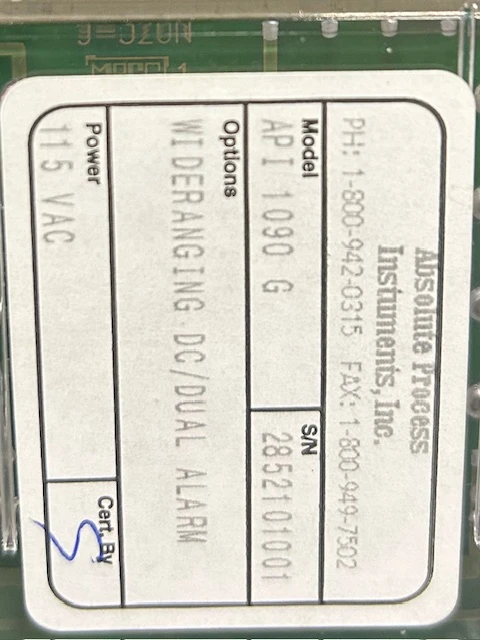 Absolute Process
Instuments, Inc.
PH: 1-800-942-0315 FAX: 1-800-949-7502
Model
API 1090 G
S/N
2852101001
Options
WIDERANGING DC/DUAL ALARM
Power
115 VAC
Cert. By